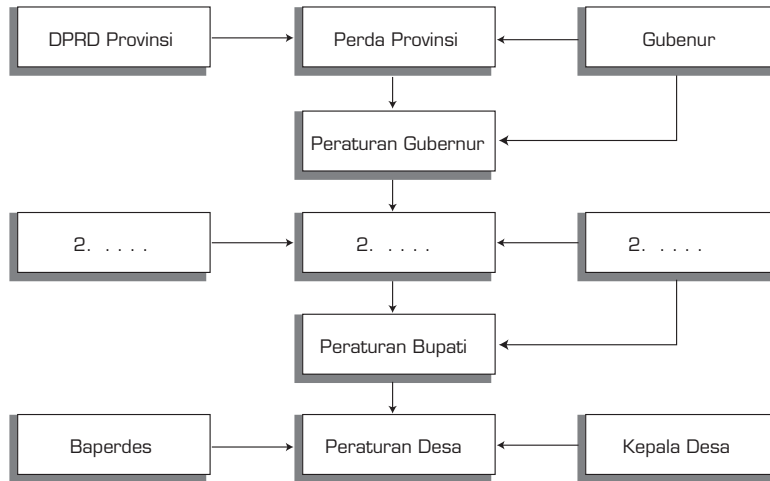 DPRD Provinsi
Perda Provinsi
Gubenur
Peraturan Gubernur
2. . . . .
2. . . . .
2. . . . .
Peraturan Bupati
Baperdes
Peraturan Desa
Kepala Desa